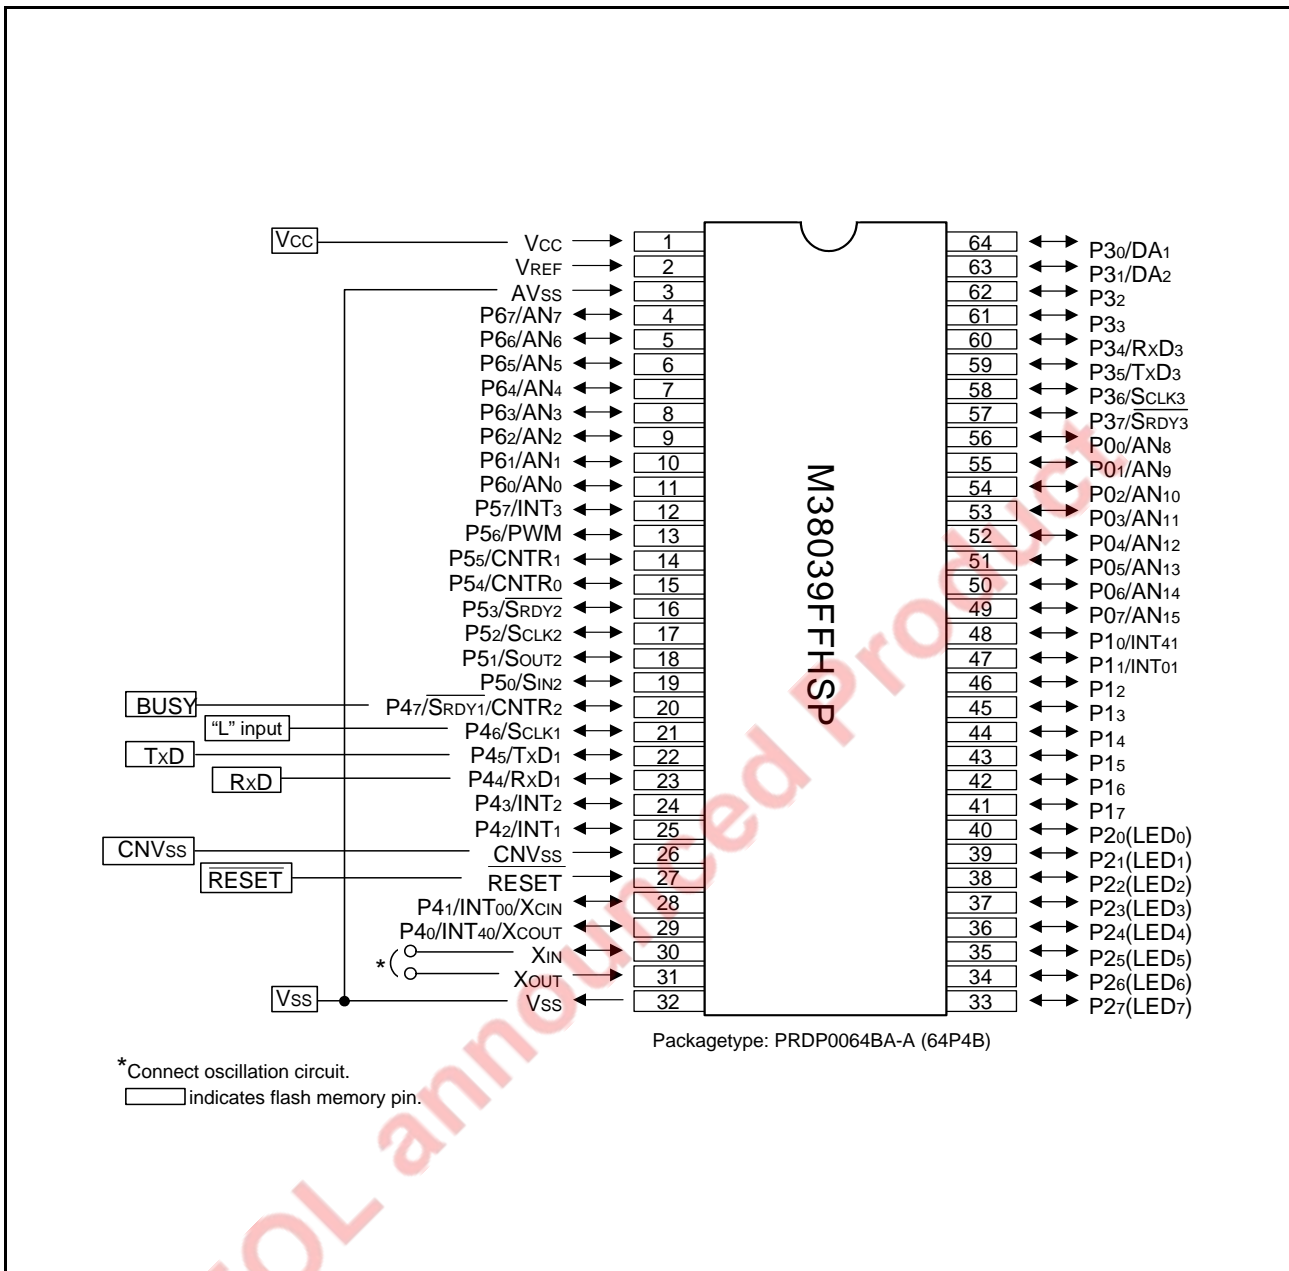 VCC VCC 1 64 P30/DA1
VREF 2 63 P31/DA2
AVSS 3 62 P32
P67/AN7 4 61 P33
P66/AN6 5 60 P34/RXD3
P65/AN5 6 59 P35/TXD3
P64/AN4 7 58 P36/SCLK3
P63/AN3 8 57 P37/SRDY3
P62/AN2 9 56 P00/AN8
P61/AN1 10 55 P01/AN9
P60/AN0 11 54 P02/AN10
P57/INT3 12 53 P03/AN11
P56/PWM 13 52 P04/AN12
P55/CNTR1 14 51 P05/AN13
P54/CNTR0 15 50 P06/AN14
P53/SRDY2 16 49 P07/AN15
P52/SCLK2 17 48 P10/INT41
P51/SOUT2 18 47 P11/INT01
P50/SIN2 19 46 P12
BUSY P47/SRDY1/CNTR2 20 45 P13
“L” input P46/SCLK1 21 44 P14
TXD P45/TXD1 22 43 P15
RXD P44/RXD1 23 42 P16
P43/INT2 24 41 P17
P42/INT1 25 40 P20(LED0)
CNVSS CNVSS 26 39 P21(LED1)
RESET RESET 27 38 P22(LED2)
P41/INT00/XCIN 28 37 P23(LED3)
P40/INT40/XCOUT 29 36 P24(LED4)
* XIN 30 35 P25(LED5)
XOUT 31 34 P26(LED6)
VSS VSS 32 33 P27(LED7)
M38039FFHSP
Packagetype: PRDP0064BA-A (64P4B)
*Connect oscillation circuit.
indicates flash memory pin.
EOL announced Product